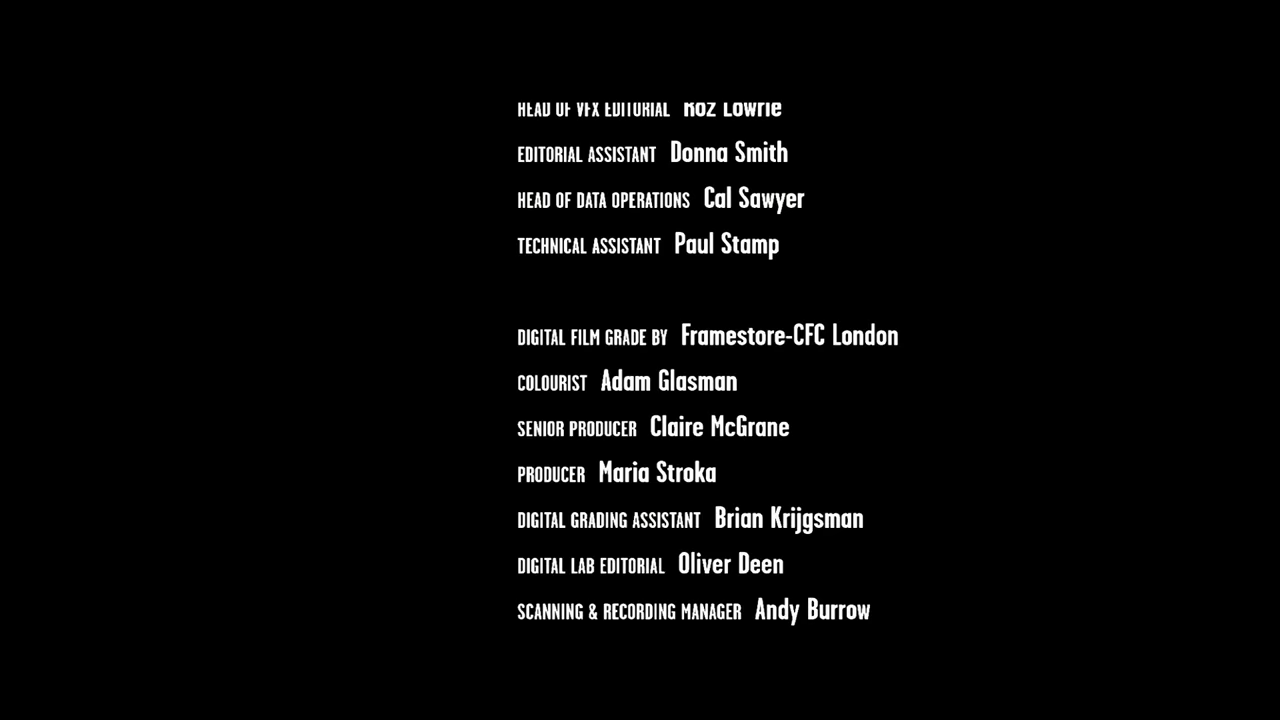 HEAD OF VFX EDITORIAL Roz Lowrie
EDITORIAL ASSISTANT Donna Smith
HEAD OF DATA OPERATIONS Cal Sawyer
TECHNICAL ASSISTANT Paul Stamp
DIGITAL FILM GRADE BY Framestore-CFC London
COLOURIST Adam Glasman
SENIOR PRODUCER Claire McGrane
PRODUCER Maria Stroka
DIGITAL GRADING ASSISTANT Brian Krijgsman
DIGITAL LAB EDITORIAL Oliver Deen
SCANNING & RECORDING MANAGER Andy Burrow